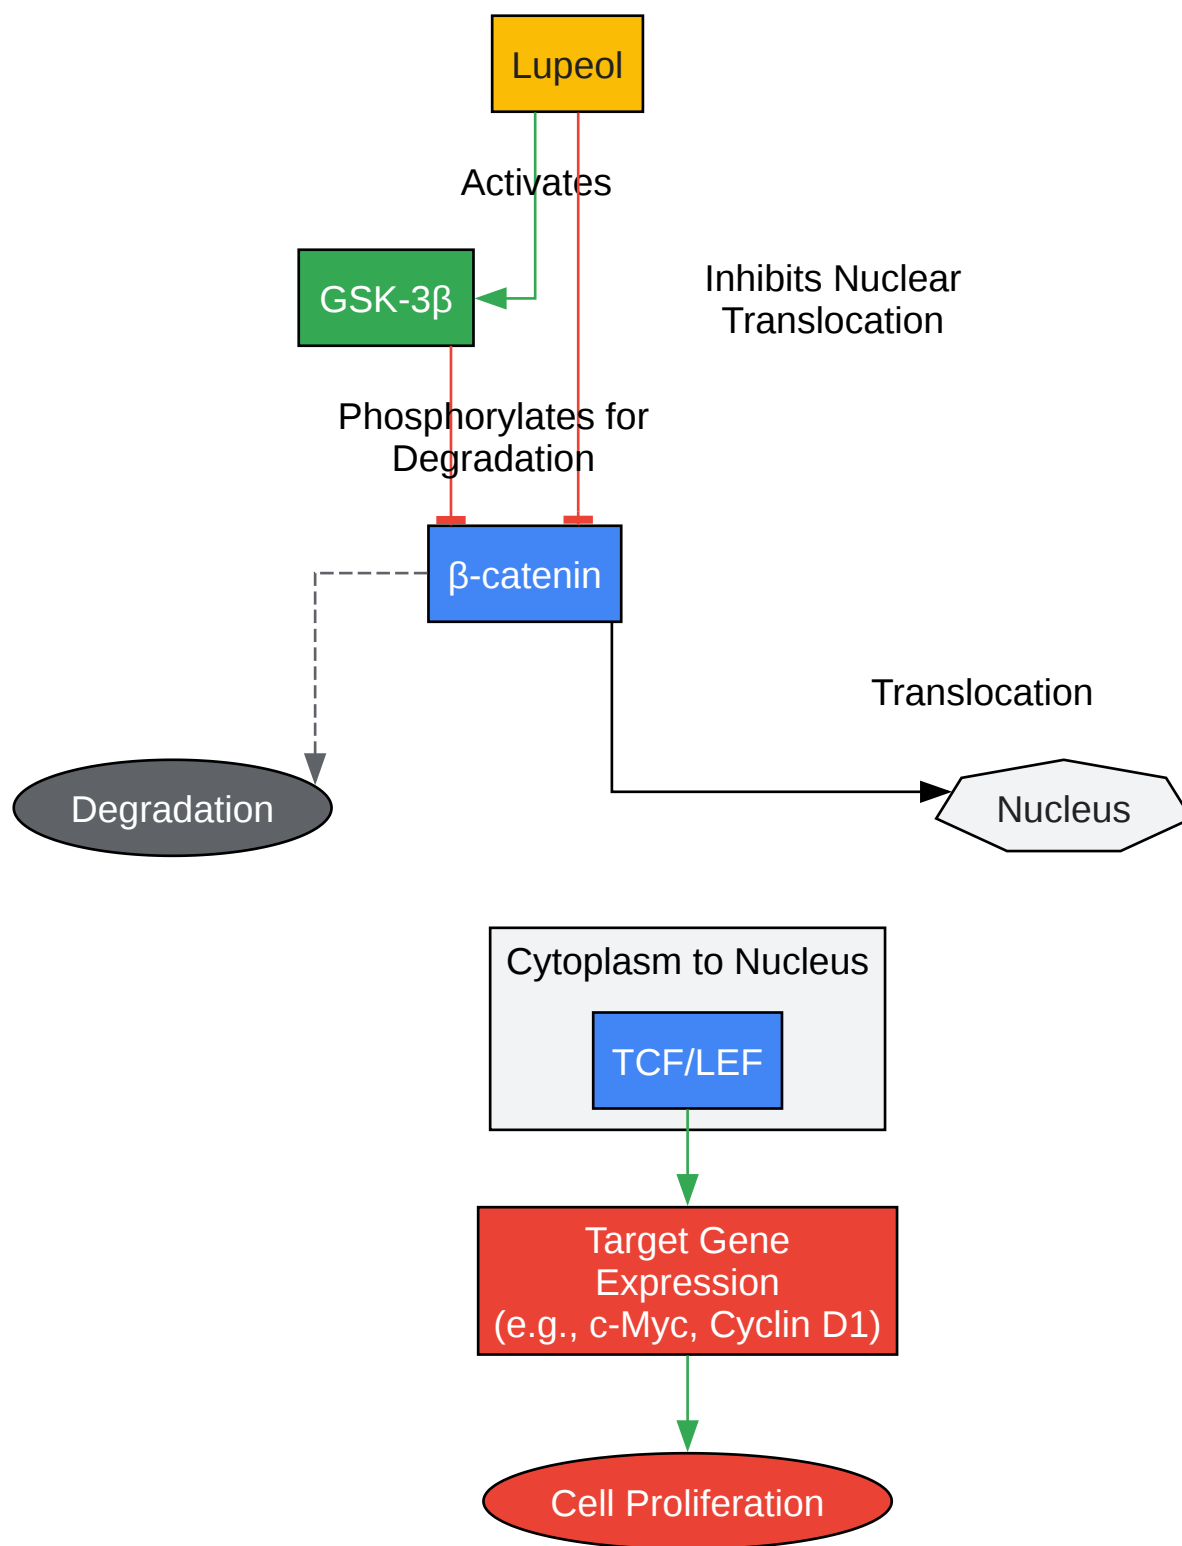 Lupeol
Activates
Inhibits Nuclear
Translocation
GSK-3β
Phosphorylates for
Degradation
β-catenin
Translocation
Degradation
Nucleus
Cytoplasm to Nucleus
TCF/LEF
Target Gene
Expression
(e.g., c-Myc, Cyclin D1)
Cell Proliferation